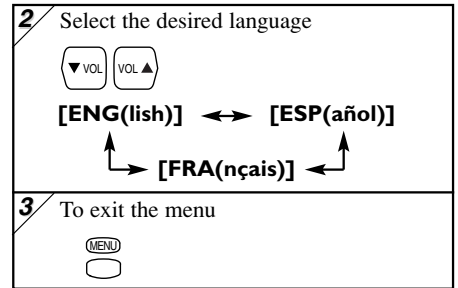 2 Select the desired language
▼ VOL VOL ▲
[ENG(lish)] [ESP(añol)]
[FRA(nçais)]
3 To exit the menu
MENU